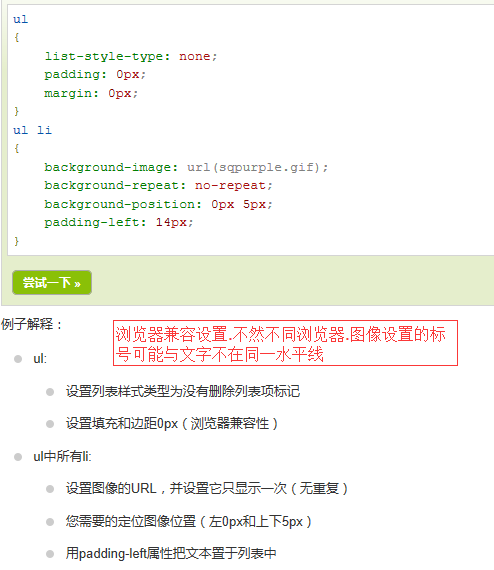 ul
{
list-style-type: none;
padding: 0px;
margin: 0px;
}
ul li
{
background-image: url(sqpurple.gif);
background-repeat: no-repeat;
background-position: 0px 5px;
padding-left: 14px;
}
尝试一下 »
例子解释：
浏览器兼容设置.不然不同浏览器.图像设置的标
号可能与文字不在同一水平线
ul:
设置列表样式类型为没有删除列表项标记
设置填充和边距0px（浏览器兼容性）
ul中所有li:
设置图像的URL，并设置它只显示一次（无重复）
您需要的定位图像位置（左0px和上下5px）
用padding-left属性把文本置于列表中